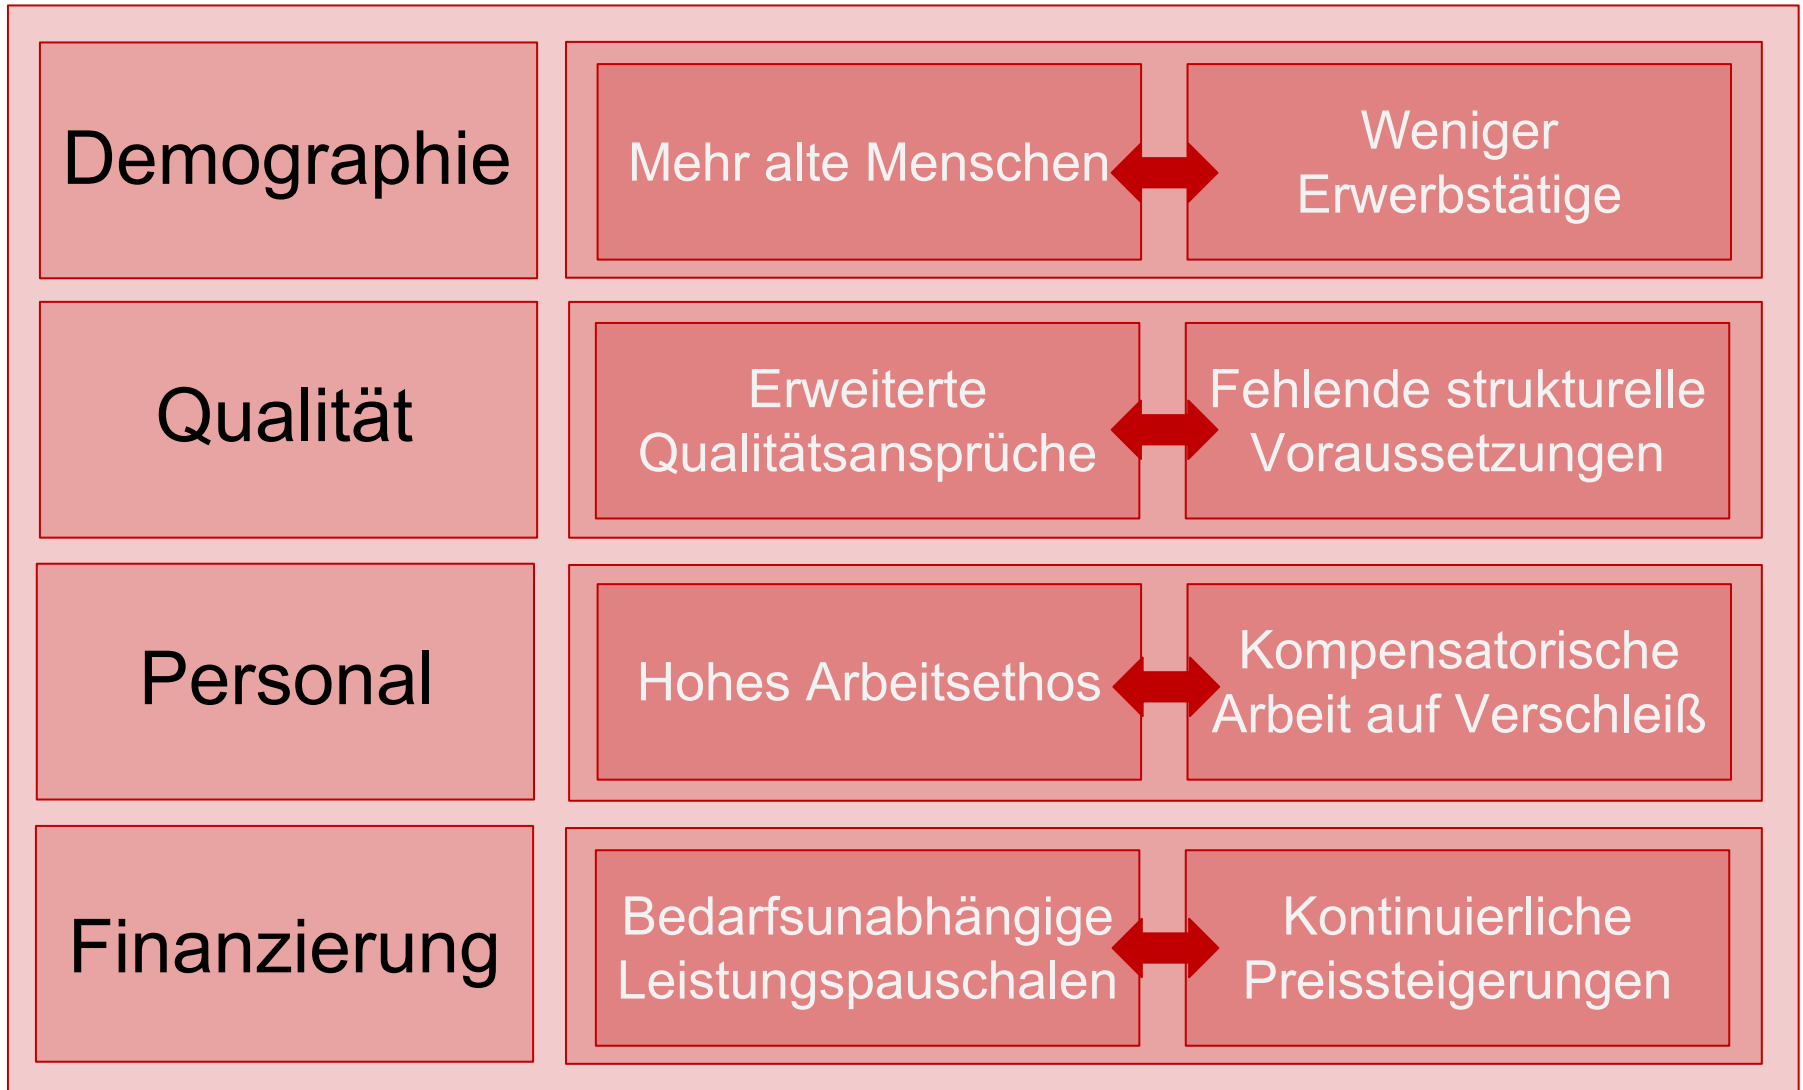 Demographie
Mehr alte Menschen
Weniger
Erwerbstätige
Qualität
Erweiterte
Qualitätsansprüche
Fehlende strukturelle
Voraussetzungen
Personal
Hohes Arbeitsethos
Kompensatorische
Arbeit auf Verschleiß
Finanzierung
Bedarfsunabhängige
Leistungspauschalen
Kontinuierliche
Preissteigerungen